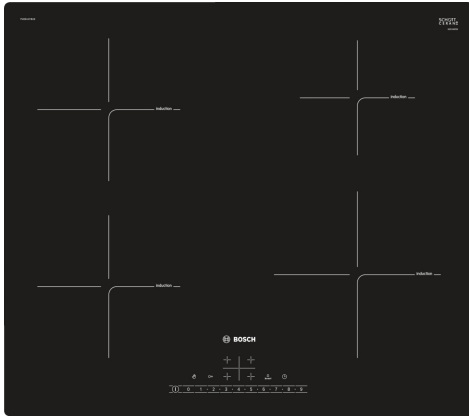 SCHOTT
CERAN®
induction
induction
induction
induction
BOSCH
0 1 • 2 • 3 • 4 • 5 • 6 • 7 • 8 • 9